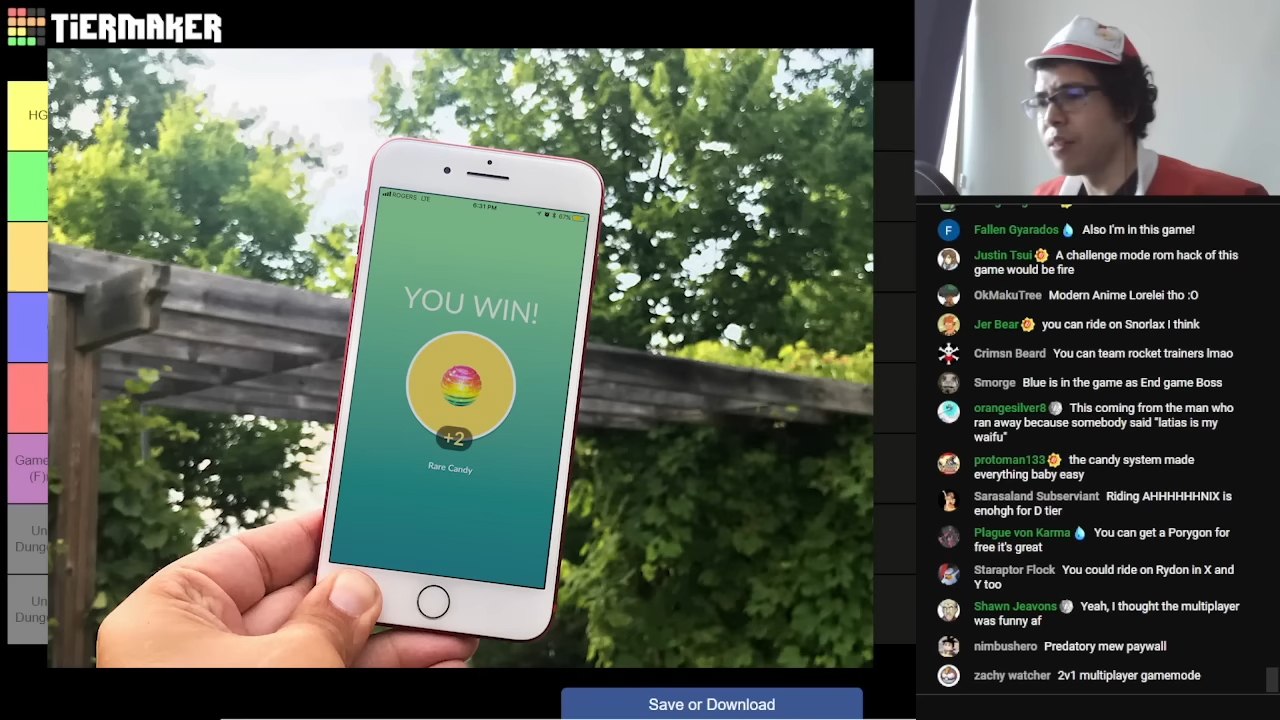 TiERMAKER
HG
Game
(F)
Un
Dung
Un
Dung
ROGERS LTE
6:31 PM
67%
YOU WIN!
+2
Rare Candy
Save or Download
Fallen Gyarados Also I'm in this game!
Justin Tsui A challenge mode rom hack of this
game would be fire
OkMakuTree Modern Anime Lorelei tho :O
Jer Bear you can ride on Snorlax I think
Crimsn Beard You can team rocket trainers lmao
Smorge Blue is in the game as End game Boss
orangesilver8 This coming from the man who
ran away because somebody said "latias is my
waifu"
protoman133 the candy system made
everything baby easy
Sarasaland Subserviant Riding AHHHHHNIX is
enohgh for D tier
Plague von Karma You can get a Porygon for
free it's great
Staraptor Flock You could ride on Rydon in X and
Y too
Shawn Jeavons Yeah, I thought the multiplayer
was funny af
nimbushero Predatory mew paywall
zachy watcher 2v1 multiplayer gamemode